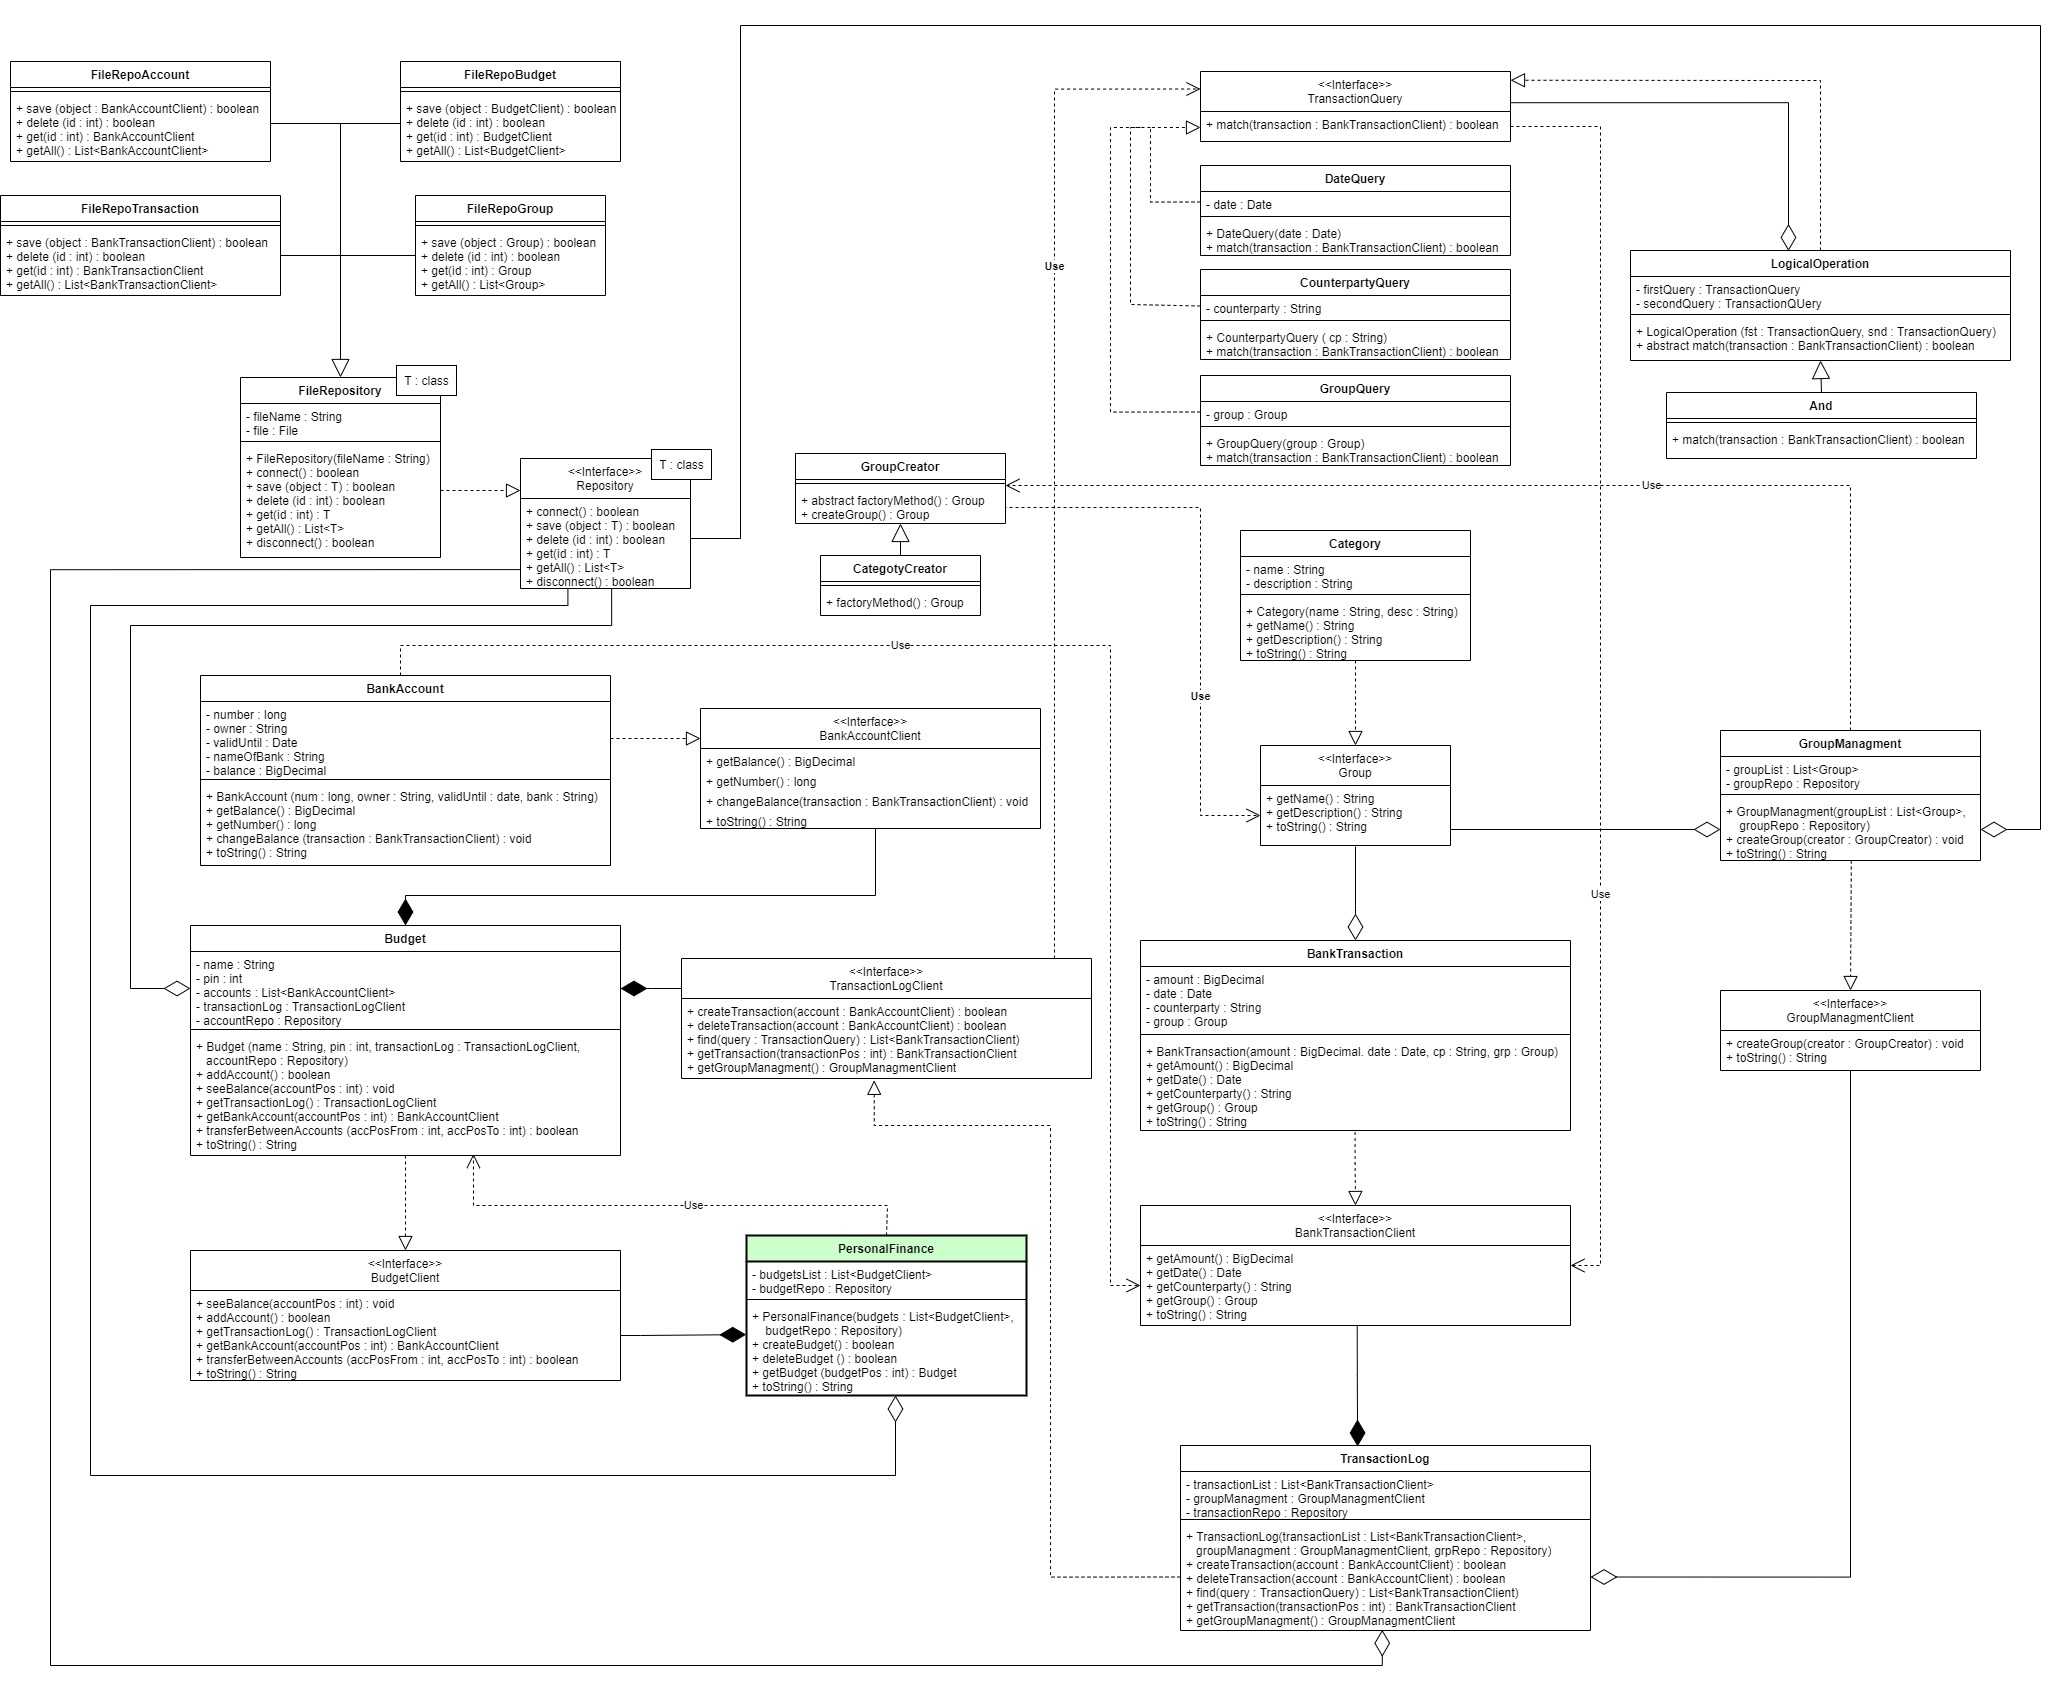 FileRepoAccount
+ save (object : BankAccountClient) : boolean
+ delete (id : int) : boolean
+ get(id : int) : BankAccountClient
+ getAll() : List<BankAccountClient>
FileRepoBudget
+ save (object : BudgetClient) : boolean
+ delete (id : int) : boolean
+ get(id : int) : BudgetClient
+ getAll() : List<BudgetClient>
FileRepoTransaction
+ save (object : BankTransactionClient) : boolean
+ delete (id : int) : boolean
+ get(id : int) : BankTransactionClient
+ getAll() : List<BankTransactionClient>
FileRepoGroup
+ save (object : Group) : boolean
+ delete (id : int) : boolean
+ get(id : int) : Group
+ getAll() : List<Group>
T : class
FileRepository
- fileName : String
- file : File
+ FileRepository(fileName : String)
+ connect() : boolean
+ save (object : T) : boolean
+ delete (id : int) : boolean
+ get(id : int) : T
+ getAll() : List<T>
+ disconnect() : boolean
T : class
<<Interface>>
Repository
+ connect() : boolean
+ save (object : T) : boolean
+ delete (id : int) : boolean
+ get(id : int) : T
+ getAll() : List<T>
+ disconnect() : boolean
<<Interface>>
TransactionQuery
+ match(transaction : BankTransactionClient) : boolean
DateQuery
- date : Date
+ DateQuery(date : Date)
+ match(transaction : BankTransactionClient) : boolean
Use
CounterpartyQuery
- counterparty : String
+ CounterpartyQuery ( cp : String)
+ match(transaction : BankTransactionClient) : boolean
GroupQuery
- group : Group
+ GroupQuery(group : Group)
+ match(transaction : BankTransactionClient) : boolean
LogicalOperation
- firstQuery : TransactionQuery
- secondQuery : TransactionQUery
+ LogicalOperation (fst : TransactionQuery, snd : TransactionQuery)
+ abstract match(transaction : BankTransactionClient) : boolean
And
+ match(transaction : BankTransactionClient) : boolean
GroupCreator
+ abstract factoryMethod() : Group
+ createGroup() : Group
Use
CategotyCreator
+ factoryMethod() : Group
Category
- name : String
- description : String
+ Category(name : String, desc : String)
+ getName() : String
+ getDescription() : String
+ toString() : String
Use
Use
BankAccount
- number : long
- owner : String
- validUntil : Date
- nameOfBank : String
- balance : BigDecimal
+ BankAccount (num : long, owner : String, validUntil : date, bank : String)
+ getBalance() : BigDecimal
+ getNumber() : long
+ changeBalance (transaction : BankTransactionClient) : void
+ toString() : String
<<Interface>>
BankAccountClient
+ getBalance() : BigDecimal
+ getNumber() : long
+ changeBalance(transaction : BankTransactionClient) : void
+ toString() : String
<<Interface>>
Group
+ getName() : String
+ getDescription() : String
+ toString() : String
GroupManagment
- groupList : List<Group>
- groupRepo : Repository
+ GroupManagment(groupList : List<Group>,
groupRepo : Repository)
+ createGroup(creator : GroupCreator) : void
+ toString() : String
Use
Budget
- name : String
- pin : int
- accounts : List<BankAccountClient>
- transactionLog : TransactionLogClient
- accountRepo : Repository
+ Budget (name : String, pin : int, transactionLog : TransactionLogClient,
accountRepo : Repository)
+ addAccount() : boolean
+ seeBalance(accountPos : int) : void
+ getTransactionLog() : TransactionLogClient
+ getBankAccount(accountPos : int) : BankAccountClient
+ transferBetweenAccounts (accPosFrom : int, accPosTo : int) : boolean
+ toString() : String
<<Interface>>
TransactionLogClient
+ createTransaction(account : BankAccountClient) : boolean
+ deleteTransaction(account : BankAccountClient) : boolean
+ find(query : TransactionQuery) : List<BankTransactionClient)
+ getTransaction(transactionPos : int) : BankTransactionClient
+ getGroupManagment() : GroupManagmentClient
BankTransaction
- amount : BigDecimal
- date : Date
- counterparty : String
- group : Group
+ BankTransaction(amount : BigDecimal. date : Date, cp : String, grp : Group)
+ getAmount() : BigDecimal
+ getDate() : Date
+ getCounterparty() : String
+ getGroup() : Group
+ toString() : String
<<Interface>>
GroupManagmentClient
+ createGroup(creator : GroupCreator) : void
+ toString() : String
Use
<<Interface>>
BudgetClient
+ seeBalance(accountPos : int) : void
+ addAccount() : boolean
+ getTransactionLog() : TransactionLogClient
+ getBankAccount(accountPos : int) : BankAccountClient
+ transferBetweenAccounts (accPosFrom : int, accPosTo : int) : boolean
+ toString() : String
PersonalFinance
- budgetsList : List<BudgetClient>
- budgetRepo : Repository
+ PersonalFinance(budgets : List<BudgetClient>,
budgetRepo : Repository)
+ createBudget() : boolean
+ deleteBudget () : boolean
+ getBudget (budgetPos : int) : Budget
+ toString() : String
<<Interface>>
BankTransactionClient
+ getAmount() : BigDecimal
+ getDate() : Date
+ getCounterparty() : String
+ getGroup() : Group
+ toString() : String
TransactionLog
- transactionList : List<BankTransactionClient>
- groupManagment : GroupManagmentClient
- transactionRepo : Repository
+ TransactionLog(transactionList : List<BankTransactionClient>,
groupManagment : GroupManagmentClient, grpRepo : Repository)
+ createTransaction(account : BankAccountClient) : boolean
+ deleteTransaction(account : BankAccountClient) : boolean
+ find(query : TransactionQuery) : List<BankTransactionClient)
+ getTransaction(transactionPos : int) : BankTransactionClient
+ getGroupManagment() : GroupManagmentClient